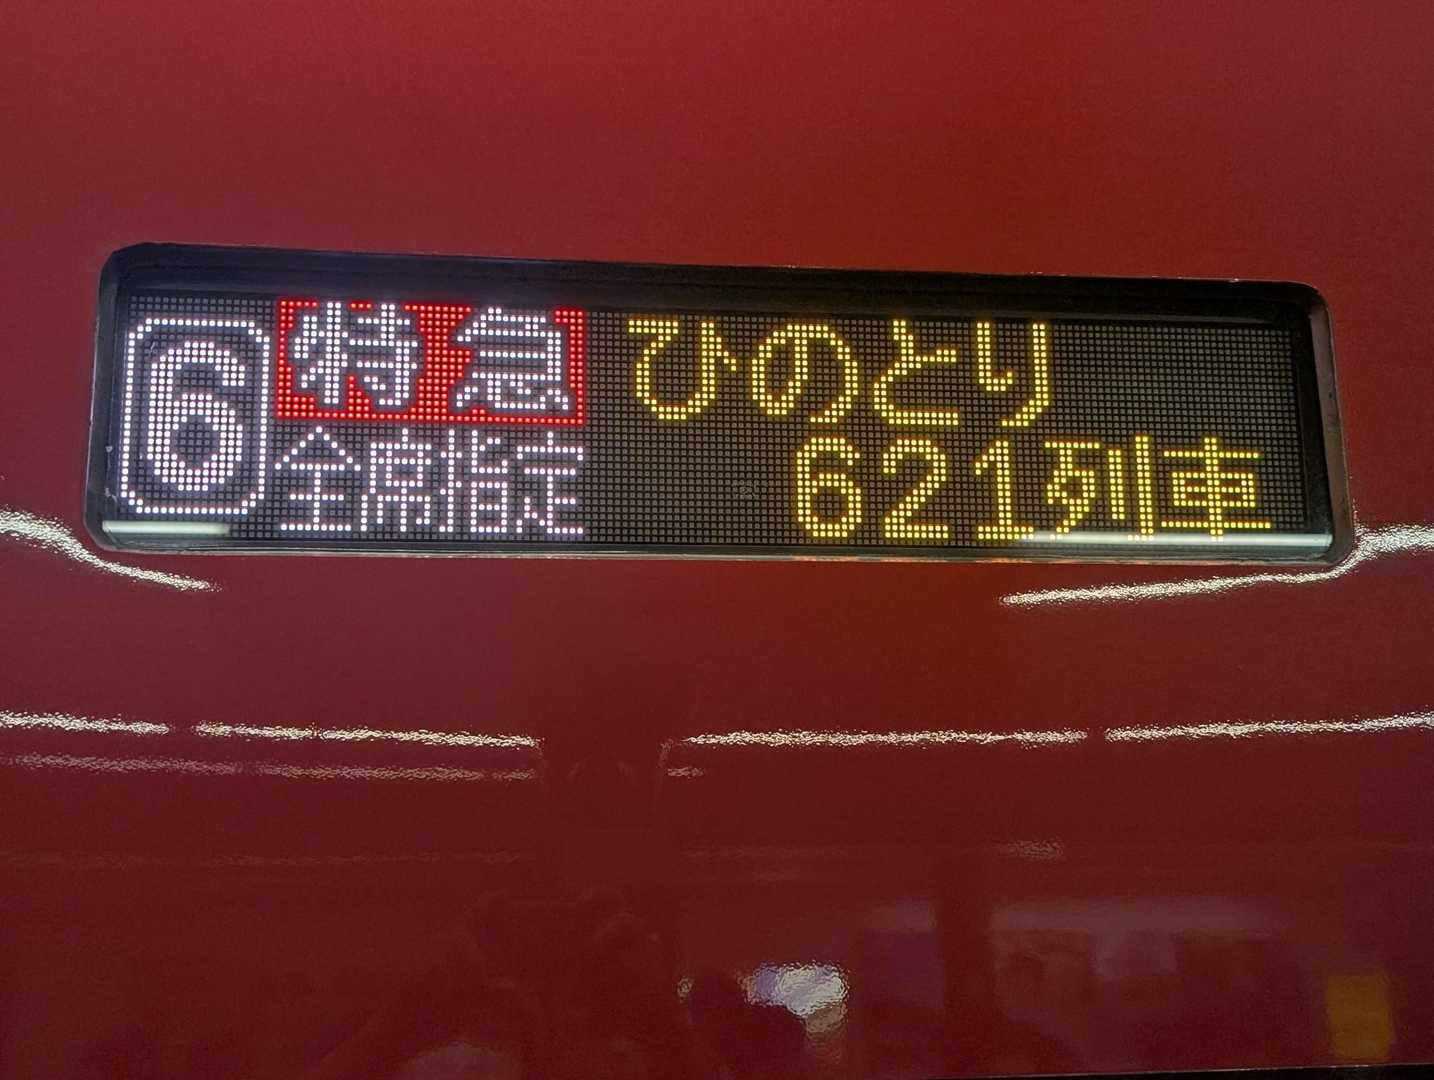 6
特急
全席指定
ひのとり
621列車